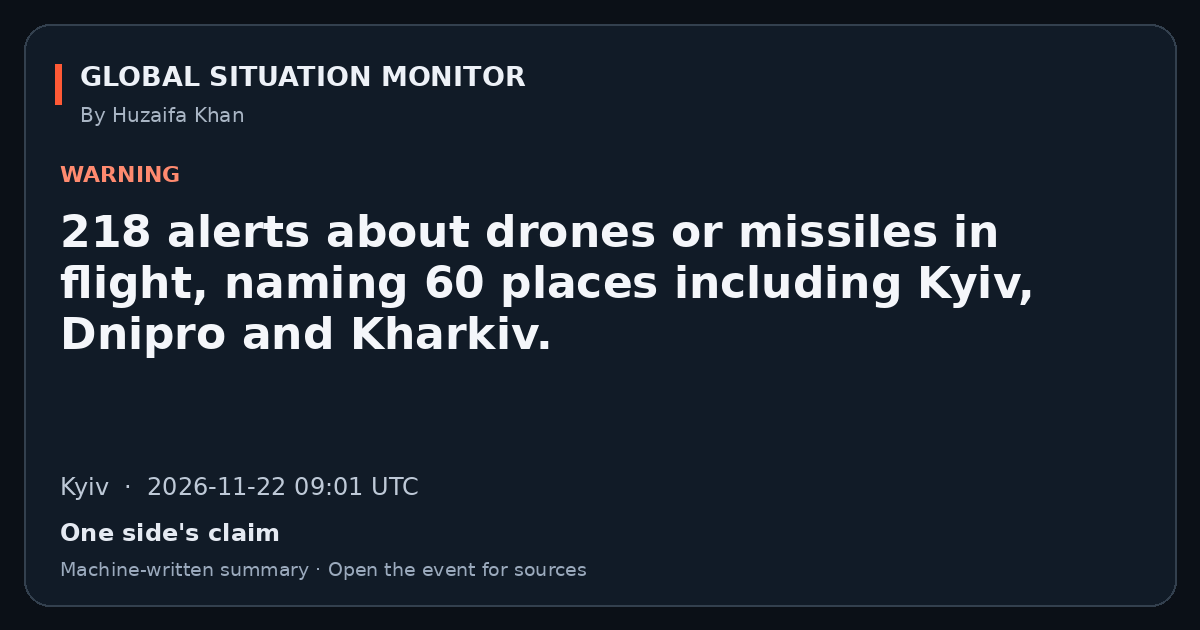 GLOBAL SITUATION MONITOR
By Huzaifa Khan
WARNING
218 alerts about drones or missiles in
flight, naming 60 places including Kyiv,
Dnipro and Kharkiv.
Kyiv · 2026-11-22 09:01 UTC
One side's claim
Machine-written summary · Open the event for sources